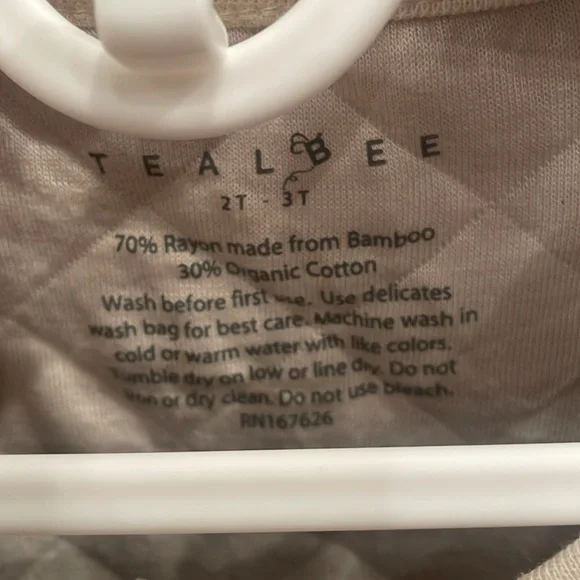 TEALBEE
2T - 3T
70% Rayon made from Bamboo
30% Organic Cotton
Wash before first use. Use delicates
wash bag for best care. Machine wash in
cold or warm water with like colors.
Tumble dry on low or line dry. Do not
iron or dry clean. Do not use bleach.
RN167626